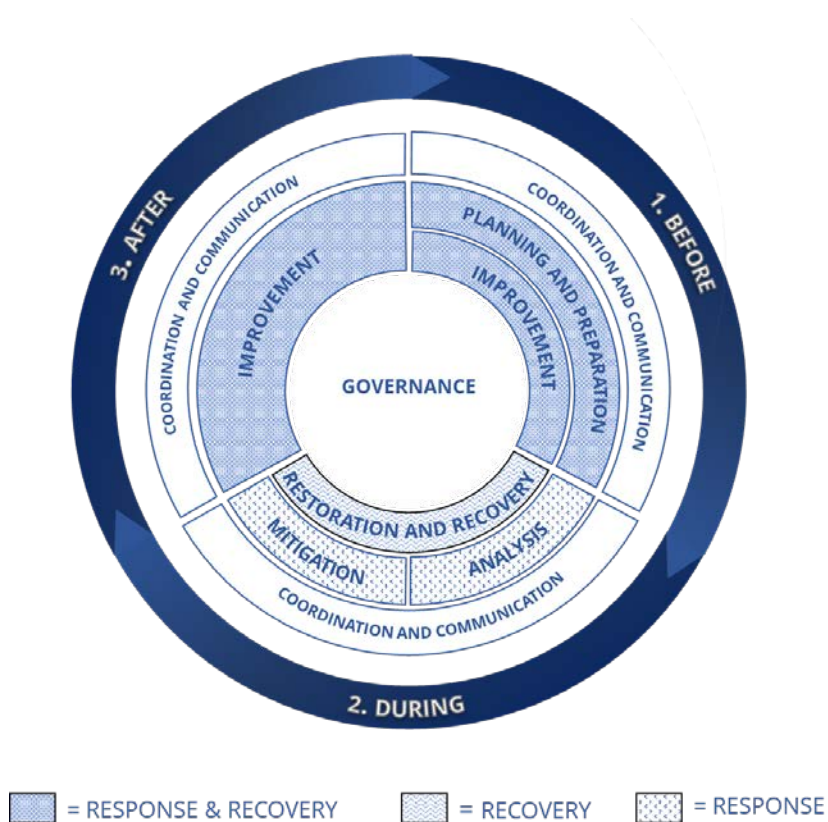 1. BEFORE
COORDINATION AND COMMUNICATION
PLANNING AND PREPARATION
IMPROVEMENT
2. DURING
COORDINATION AND COMMUNICATION
ANALYSIS
MITIGATION
RESTORATION AND RECOVERY
3. AFTER
COORDINATION AND COMMUNICATION
IMPROVEMENT
GOVERNANCE
= RESPONSE & RECOVERY
= RECOVERY
= RESPONSE